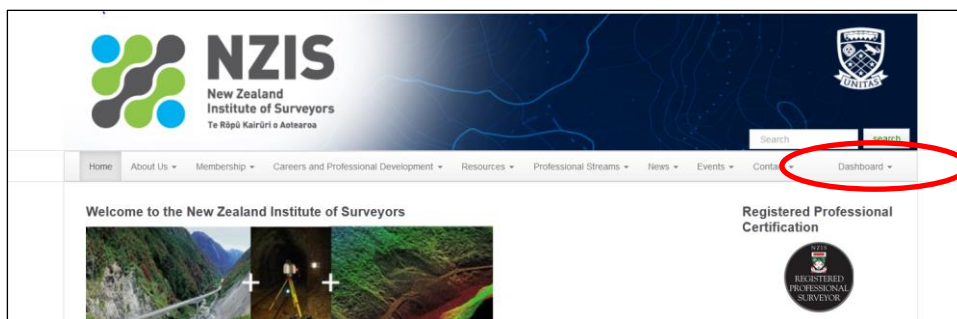 NZIS
New Zealand
Institute of Surveyors
Te Rōpū Kairūri o Aotearoa
UNITAS
Search search
Home About Us Membership Careers and Professional Development Resources Professional Streams News Events Contact Dashboard
Welcome to the New Zealand Institute of Surveyors
Registered Professional
Certification
NZIS
REGISTERED
PROFESSIONAL
SURVEYOR